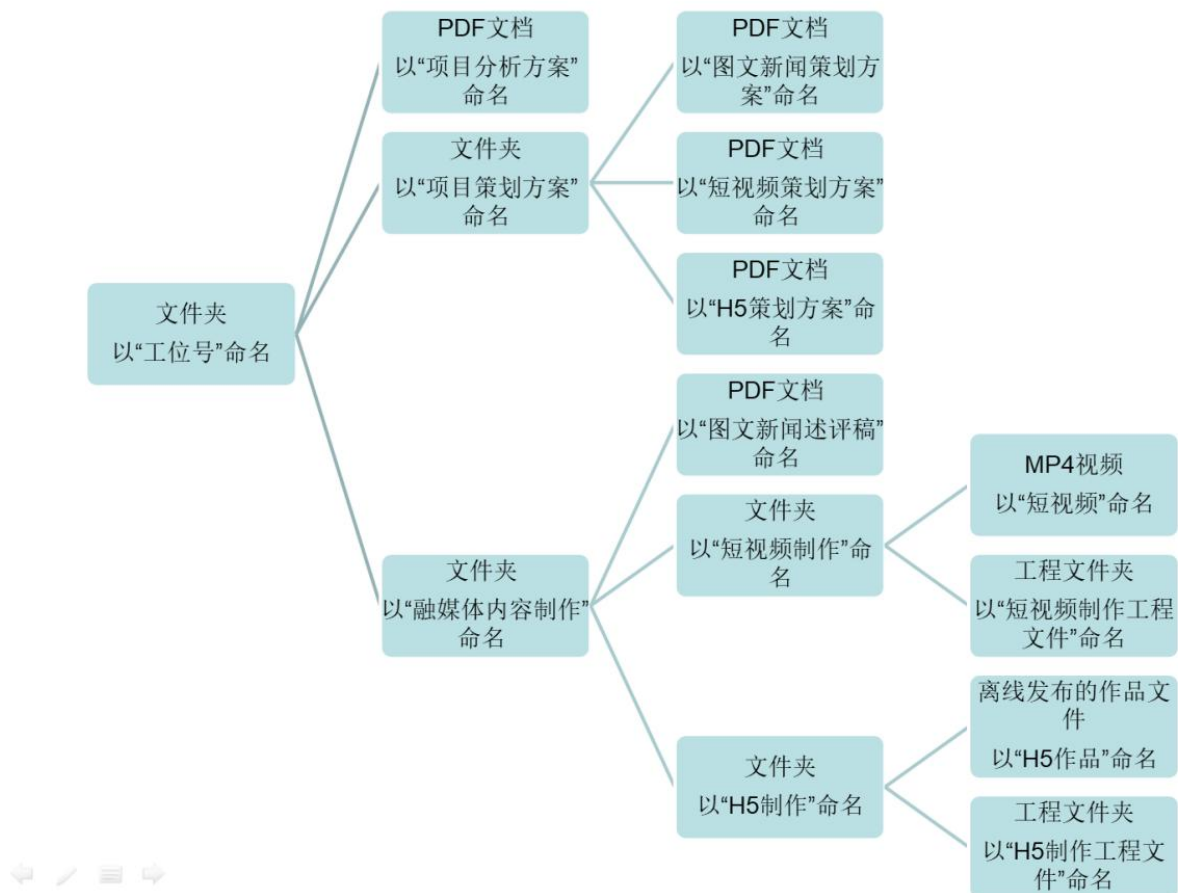 PDF文档
以“项目分析方案”
命名
PDF文档
以“图文新闻策划方
案”命名
文件夹
以“项目策划方案”
命名
PDF文档
以“短视频策划方案”
命名
PDF文档
以“H5策划方案”命
名
文件夹
以“工位号”命名
PDF文档
以“图文新闻述评稿”
命名
文件夹
以“融媒体内容制作”
命名
文件夹
以“短视频制作”命
名
MP4视频
以“短视频”命名
工程文件夹
以“短视频制作工程
文件”命名
文件夹
以“H5制作”命名
离线发布的作品文
件
以“H5作品”命名
工程文件夹
以“H5制作工程文
件”命名